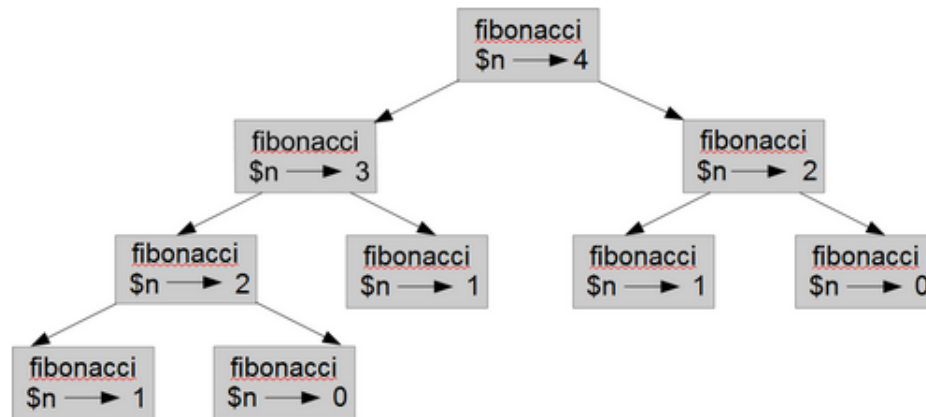 fibonacci
$n → 4
fibonacci
$n → 3
fibonacci
$n → 2
fibonacci
$n → 2
fibonacci
$n → 1
fibonacci
$n → 1
fibonacci
$n → 0
fibonacci
$n → 1
fibonacci
$n → 0